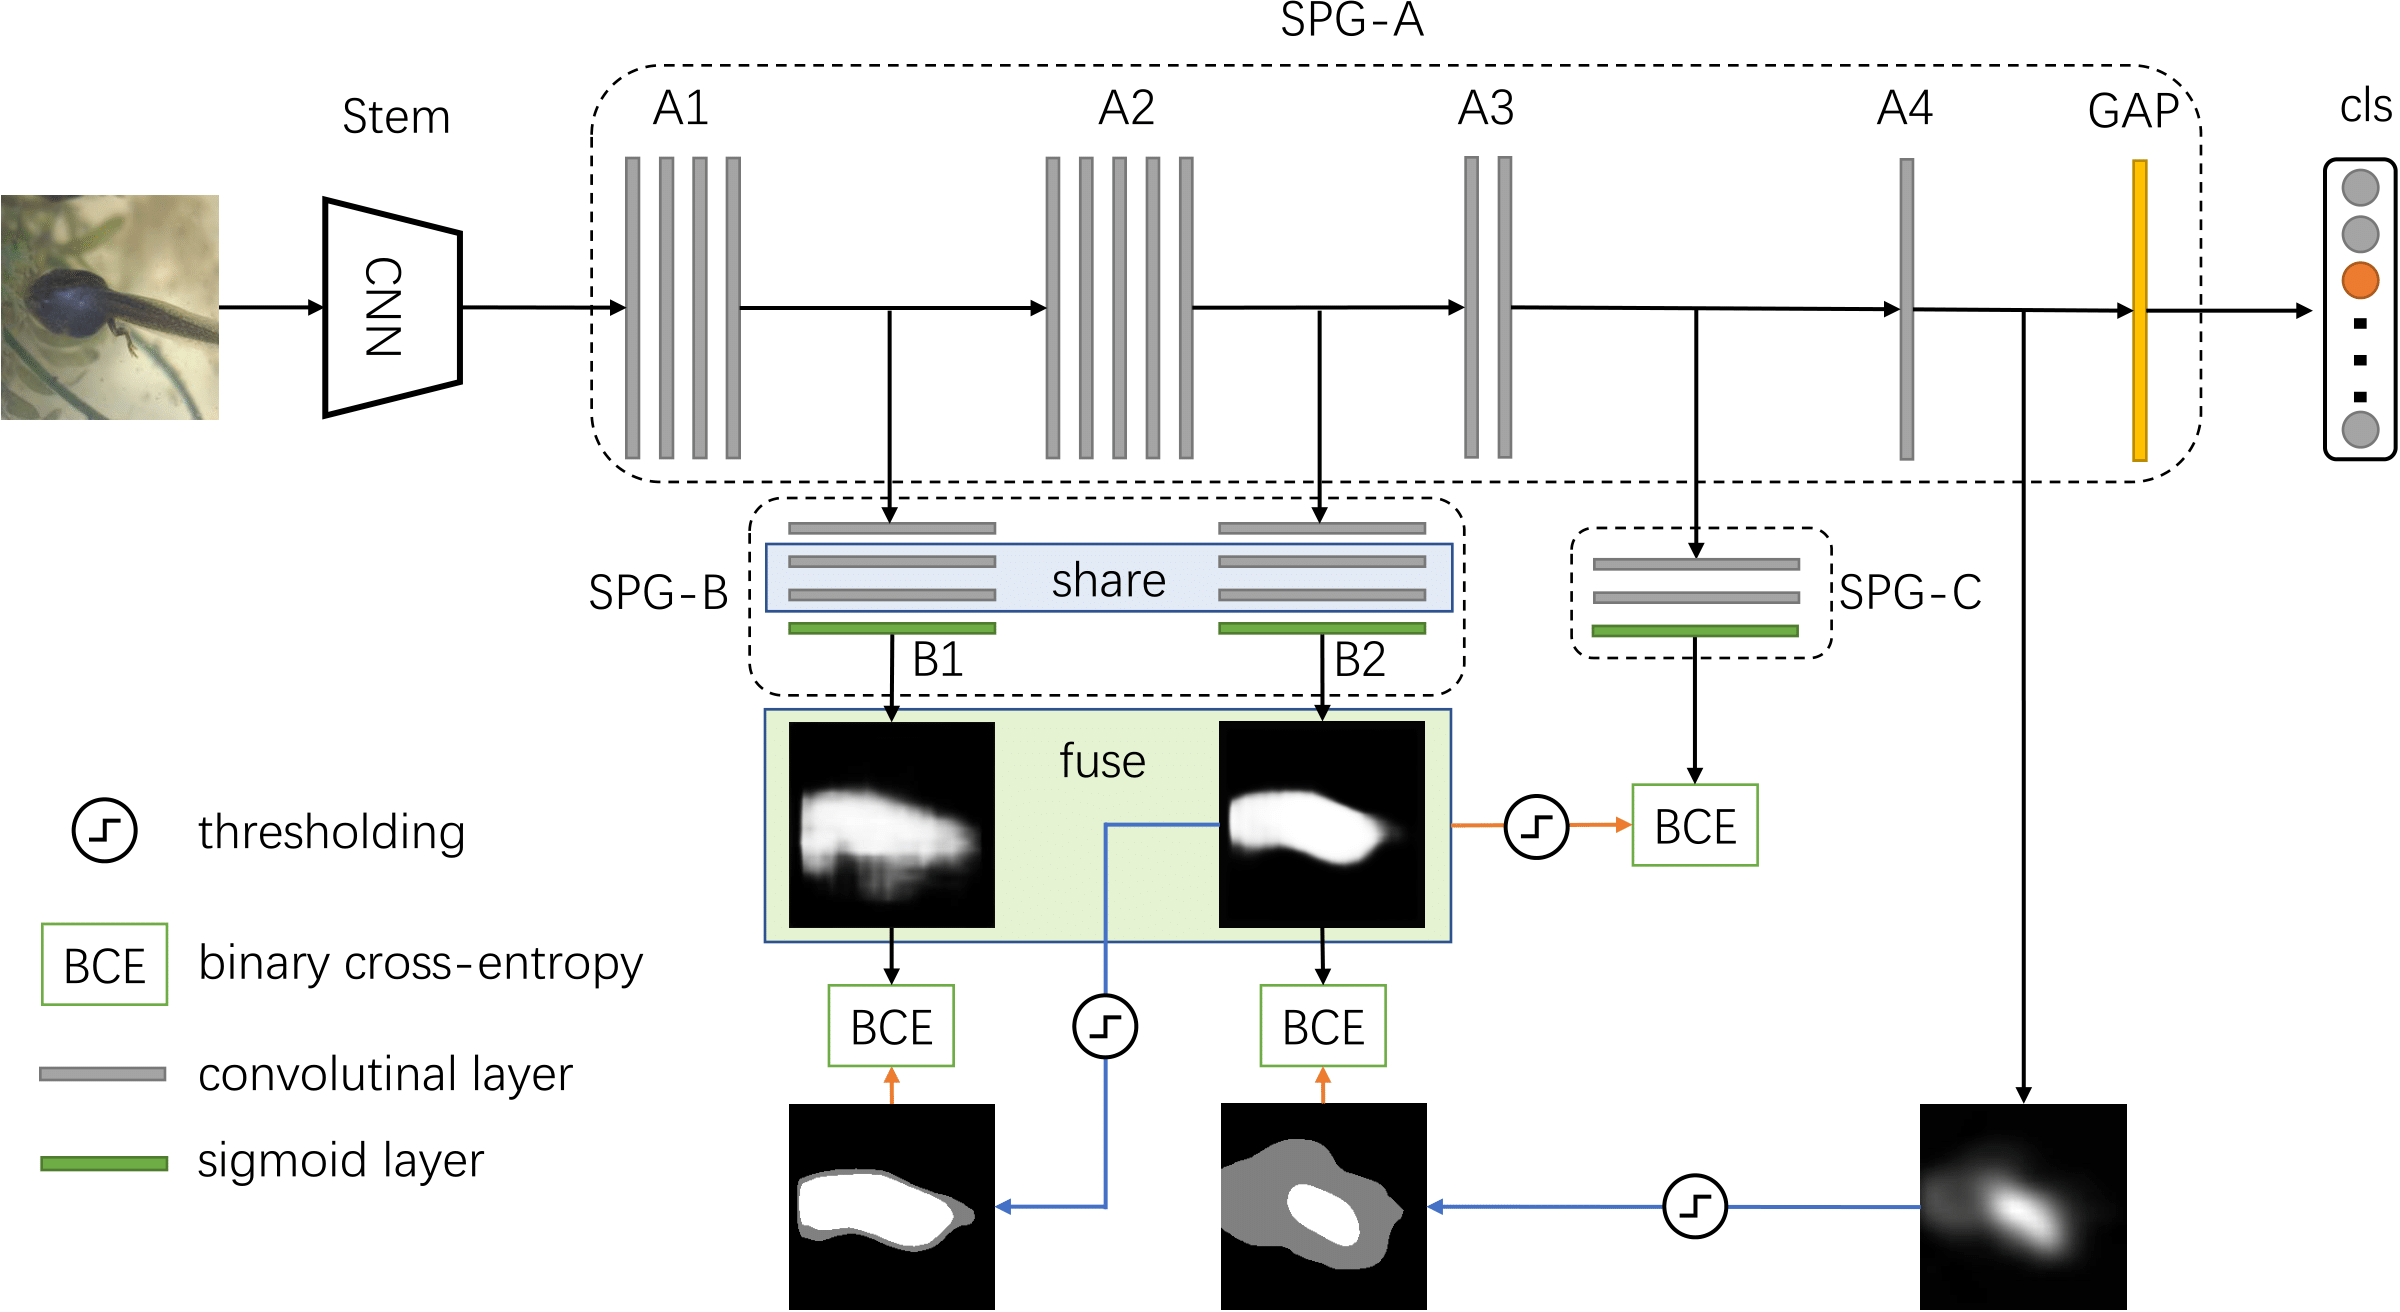 SPG-A
Stem
A1
A2
A3
A4
GAP
cls
CNN
SPG-B
share
SPG-C
B1
B2
fuse
thresholding
BCE
BCE
binary cross-entropy
BCE
BCE
convolutinal layer
sigmoid layer